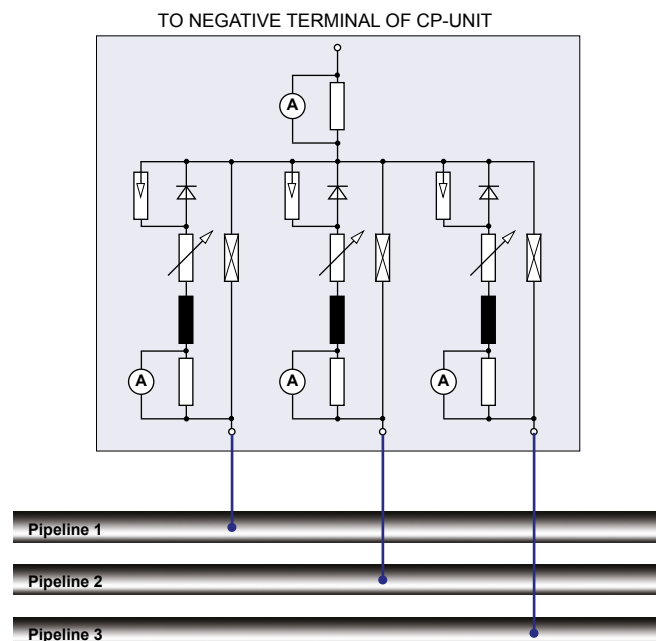 TO NEGATIVE TERMINAL OF CP-UNIT
A
A
A
A
Pipeline 1
Pipeline 2
Pipeline 3